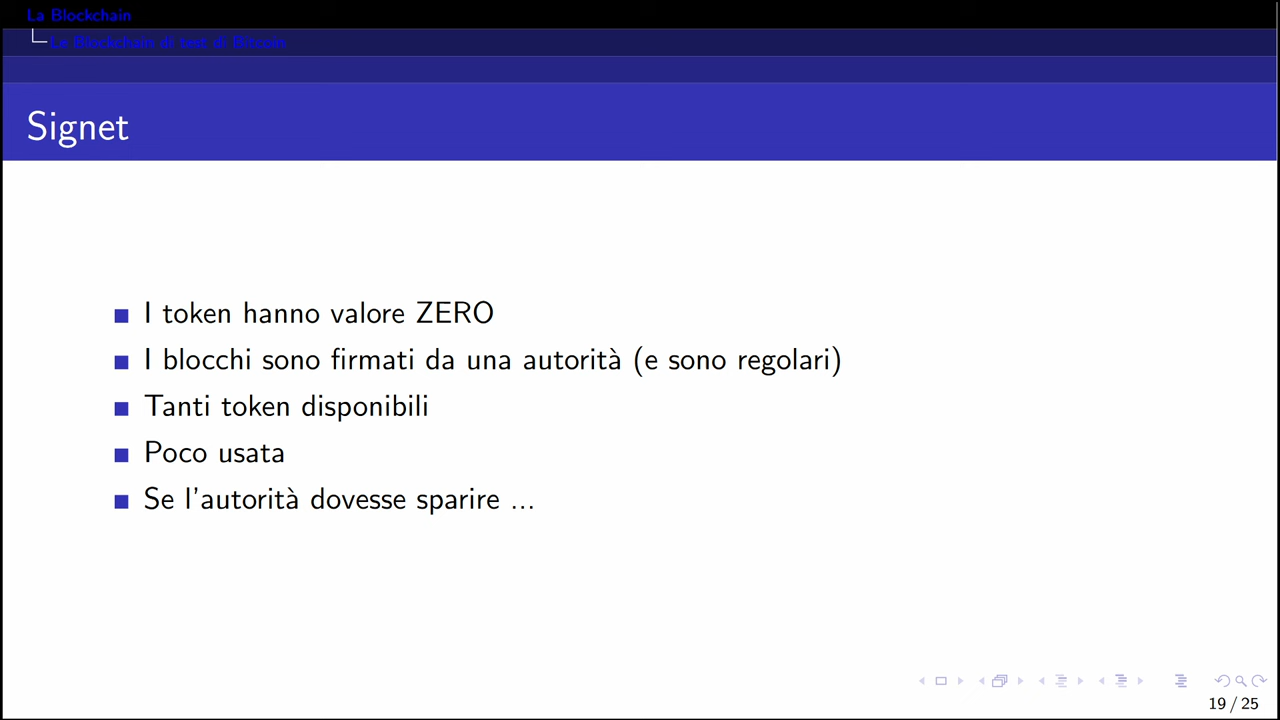 La Blockchain
Le Blockchain di test di Bitcoin
Signet
I token hanno valore ZERO
I blocchi sono firmati da una autorità (e sono regolari)
Tanti token disponibili
Poco usata
Se l'autorità dovesse sparire ...
19 / 25